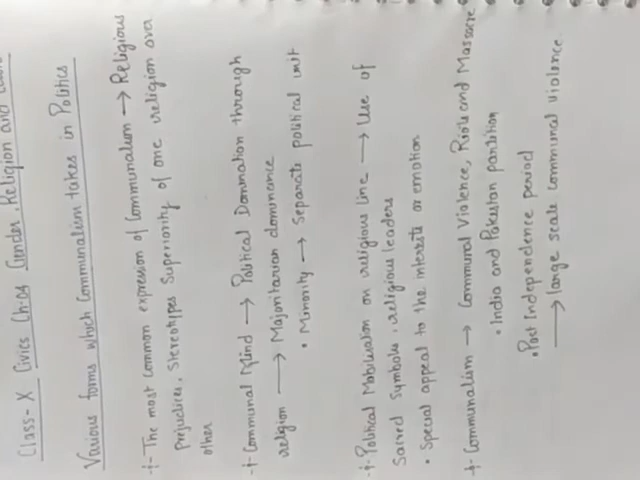 Class-X Civics Ch:04 Gender, Religion and
Various forms which Communalism takes in Politics
-:- The most common expression of Communalism → Religious
Prejudices, Stereotypes Superiority of one religion over
other
-:- Communal Mind → Political Domination through
religion → Majoritarian dominance
• Minority → Separate political unit
-:- Political Mobilisation on religious line → Use of
Sacred Symbols, religious leaders
• Special appeal to the interests or emotion
-:- Communalism → Communal Violence, Riots and Massacre
• India and Pakistan partition
• Post Independence period
→ large scale communal violence